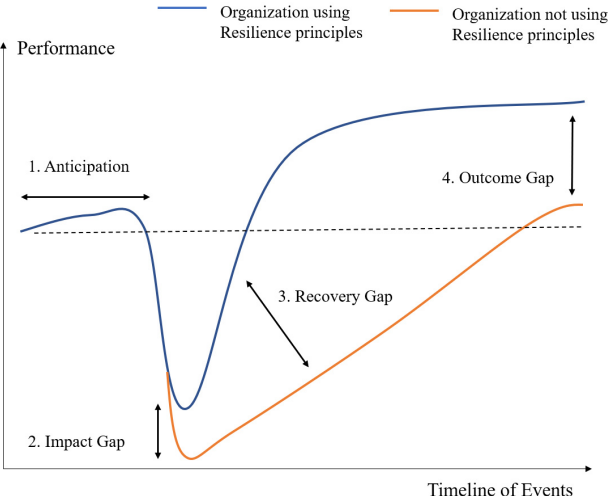 Organization using
Resilience principles
Organization not using
Resilience principles
Performance
1. Anticipation
4. Outcome Gap
3. Recovery Gap
2. Impact Gap
Timeline of Events